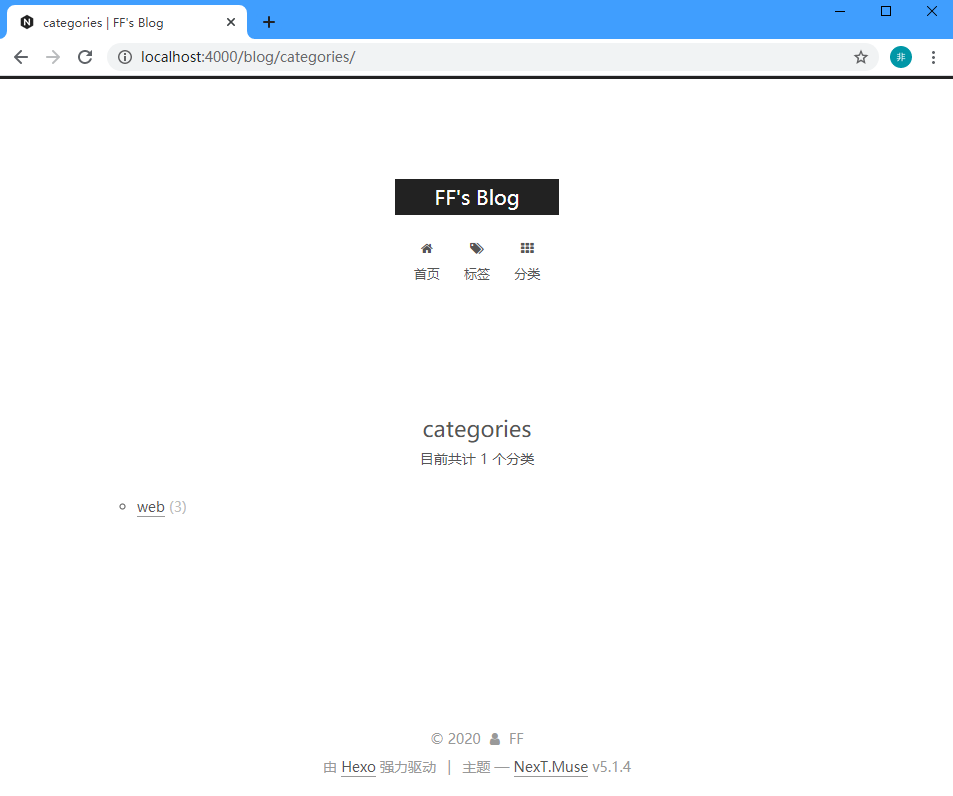 categories | FF's Blog
localhost:4000/blog/categories/
非
FF's Blog
首页 标签 分类
categories
目前共计 1 个分类
web (3)
© 2020 FF
由 Hexo 强力驱动 | 主题 — NexT.Muse v5.1.4